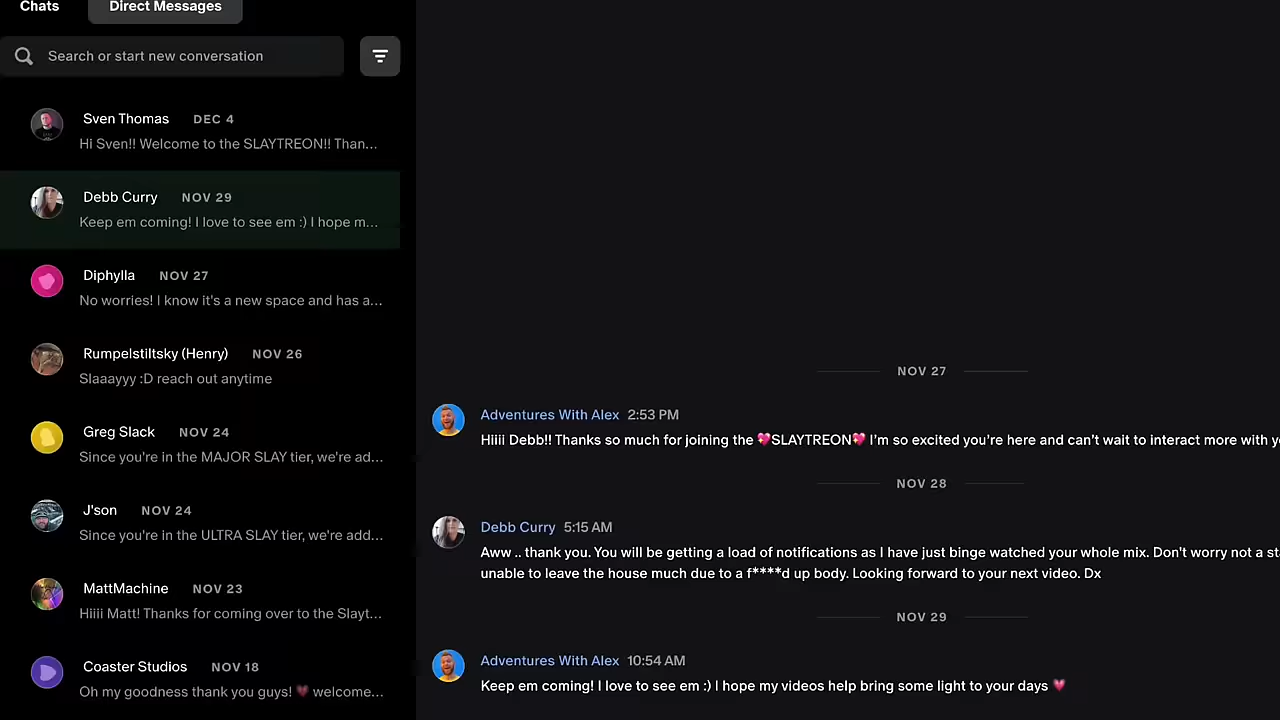 Chats
Direct Messages
Search or start new conversation
Sven Thomas DEC 4
Hi Sven!! Welcome to the SLAYTREON!! Than...
Debb Curry NOV 29
Keep em coming! I love to see em :) I hope m...
Diphylla NOV 27
No worries! I know it's a new space and has a...
Rumpelstiltsky (Henry) NOV 26
Slaaayyy :D reach out anytime
Greg Slack NOV 24
Since you're in the MAJOR SLAY tier, we're ad...
J'son NOV 24
Since you're in the ULTRA SLAY tier, we're add...
MattMachine NOV 23
Hiiii Matt! Thanks for coming over to the Slayt...
Coaster Studios NOV 18
Oh my goodness thank you guys! 💗 welcome...
NOV 27
Adventures With Alex 2:53 PM
Hiiii Debb!! Thanks so much for joining the 💖SLAYTREON💖 I'm so excited you're here and can't wait to interact more with
NOV 28
Debb Curry 5:15 AM
Aww .. thank you. You will be getting a load of notifications as I have just binge watched your whole mix. Don't worry not a
unable to leave the house much due to a f****d up body. Looking forward to your next video. Dx
NOV 29
Adventures With Alex 10:54 AM
Keep em coming! I love to see em :) I hope my videos help bring some light to your days 💗